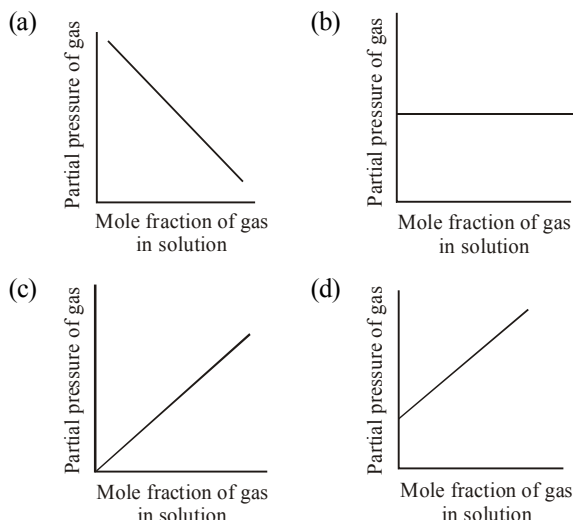 (a)
Partial pressure of gas
Mole fraction of gas
in solution
(b)
Partial pressure of gas
Mole fraction of gas
in solution
(c)
Partial pressure of gas
Mole fraction of gas
in solution
(d)
Partial pressure of gas
Mole fraction of gas
in solution